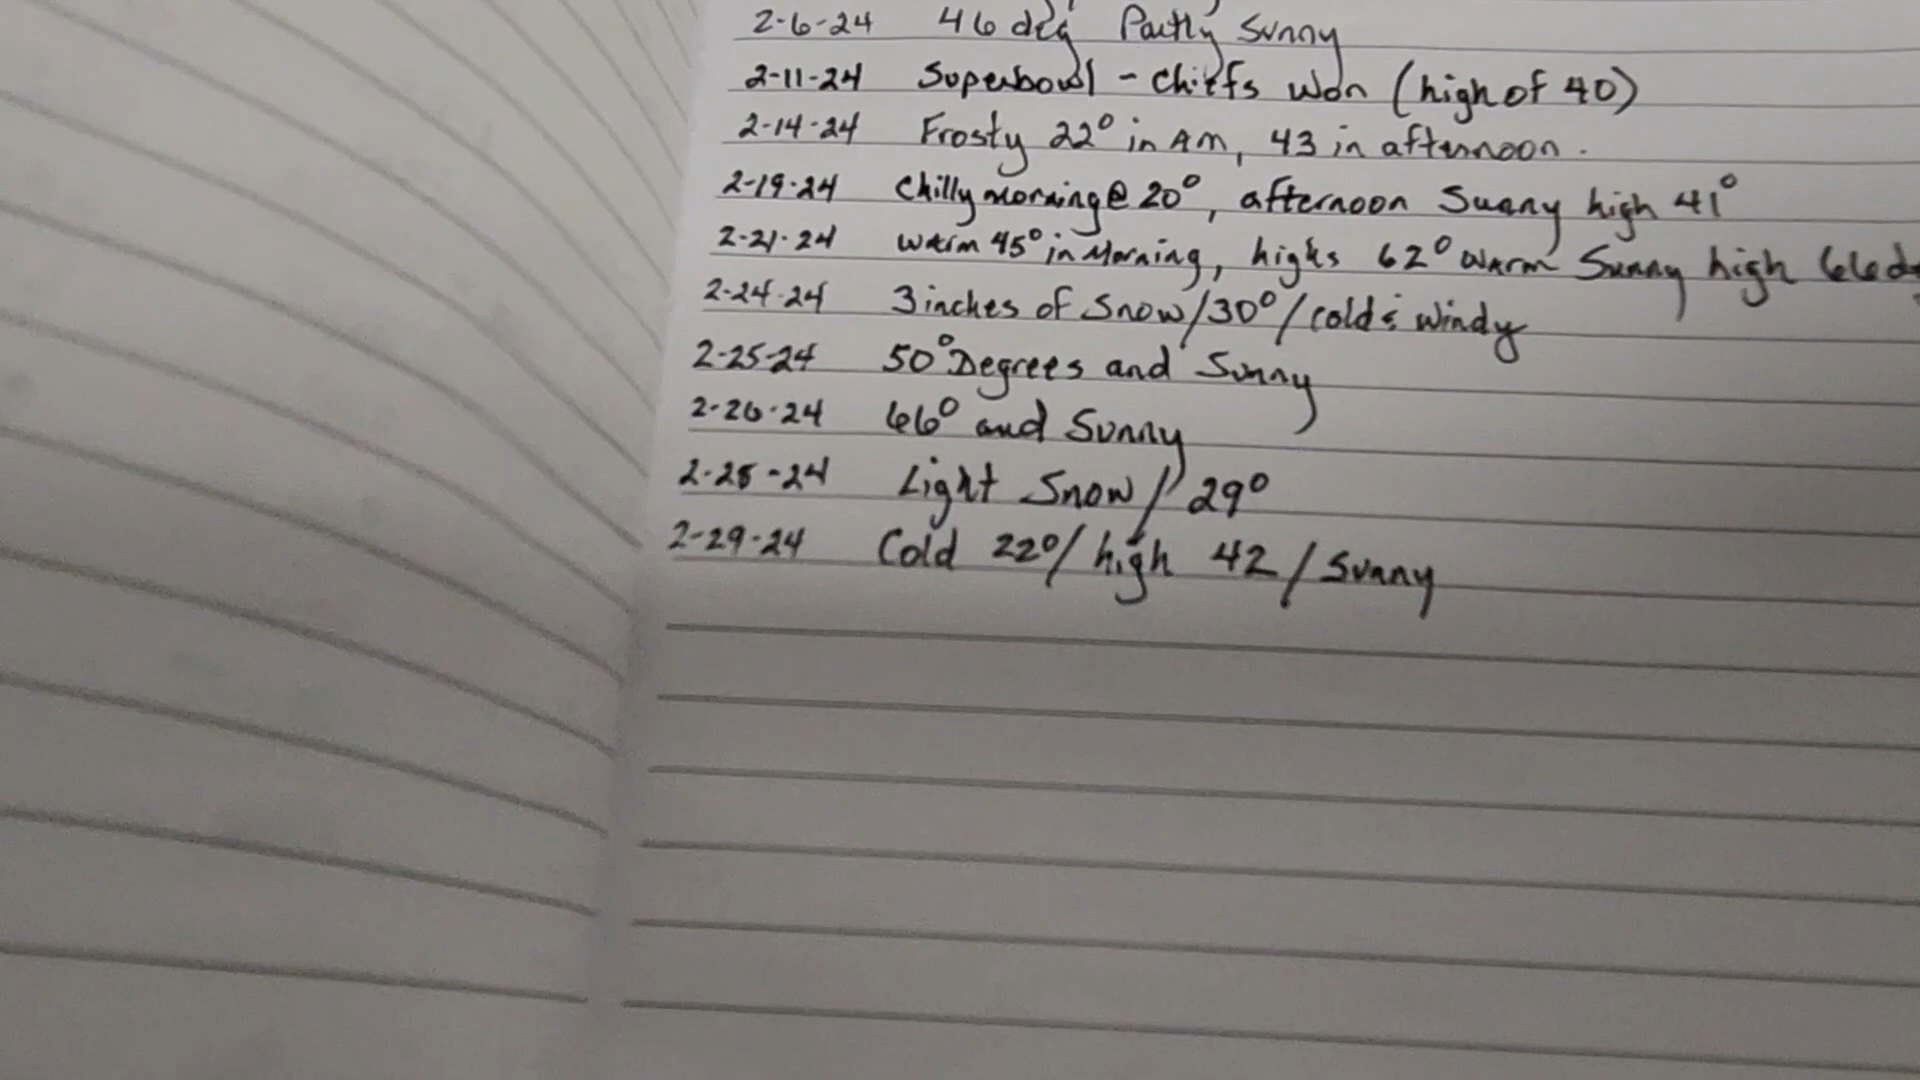 2-6-24 46 deg Partly Sunny
2-11-24 Superbowl - Chiefs won (high of 40)
2-14-24 Frosty 22° in AM, 43 in afternoon.
2-19-24 Chilly morning @ 20°, afternoon Sunny high 41°
2-21-24 Warm 45° in Morning, highs 62° warm Sunny high 66 deg
2-24-24 3 inches of Snow/30°/cold & windy
2-25-24 50° Degrees and Sunny
2-26-24 66° and Sunny
2-28-24 Light Snow/ 29°
2-29-24 Cold 22°/ high 42 / Sunny